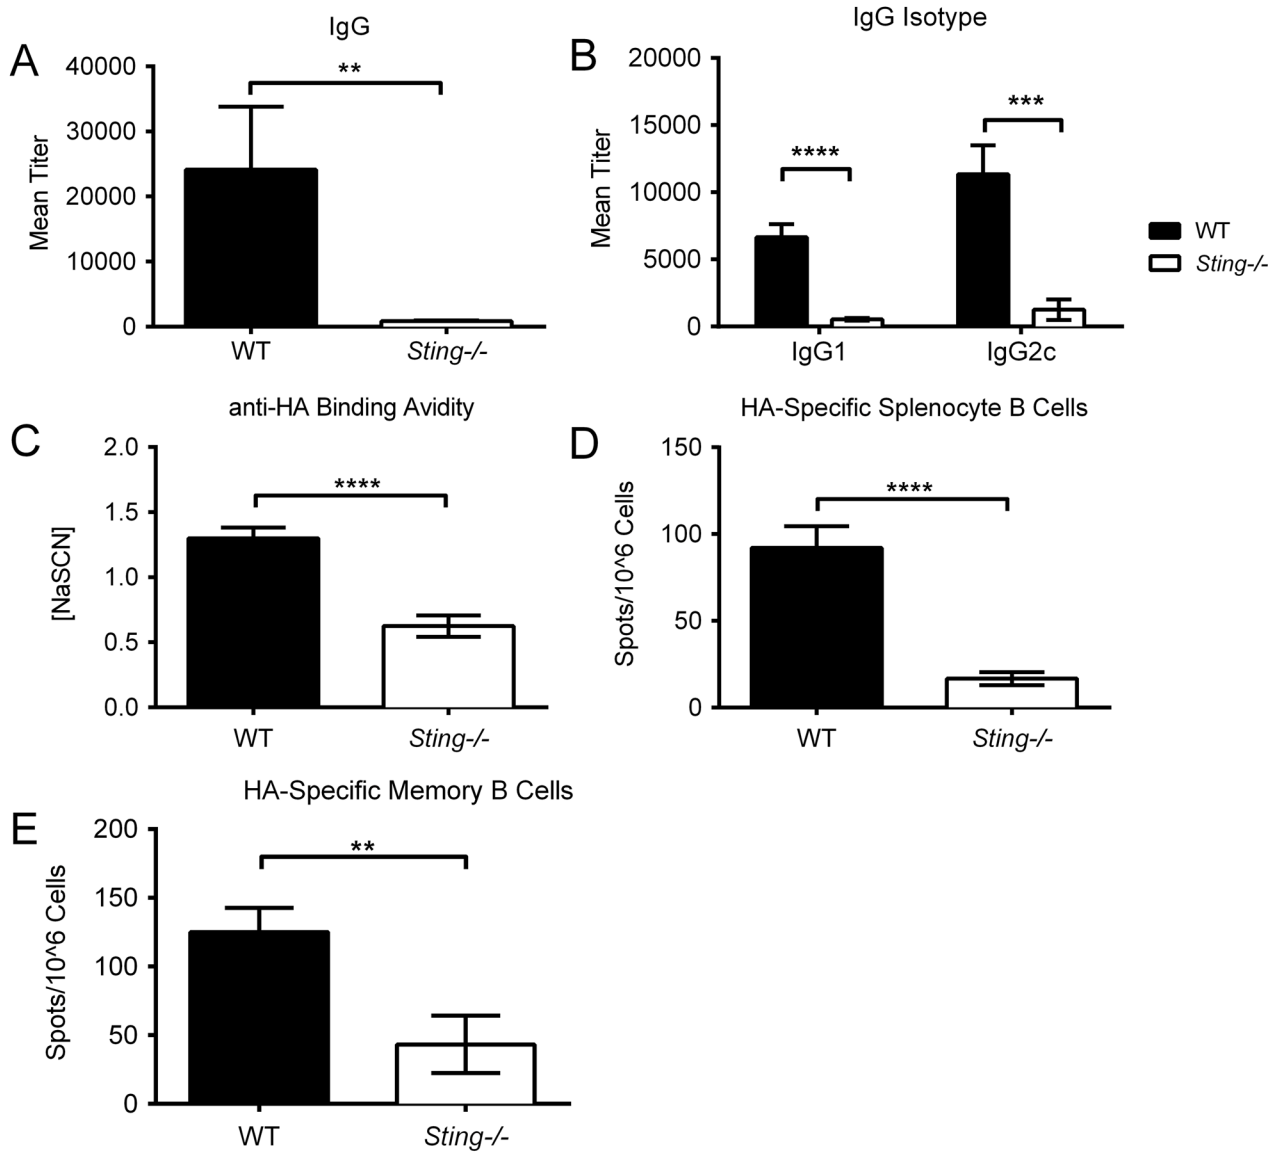 A
IgG
Mean Titer
40000
30000
20000
10000
0
**
WT
Sting-/-
B
IgG Isotype
Mean Titer
20000
15000
10000
5000
0
****
***
IgG1
IgG2c
WT
Sting-/-
C
anti-HA Binding Avidity
[NaSCN]
2.0
1.5
1.0
0.5
0.0
****
WT
Sting-/-
D
HA-Specific Splenocyte B Cells
Spots/10^6 Cells
150
100
50
0
****
WT
Sting-/-
E
HA-Specific Memory B Cells
Spots/10^6 Cells
200
150
100
50
0
**
WT
Sting-/-